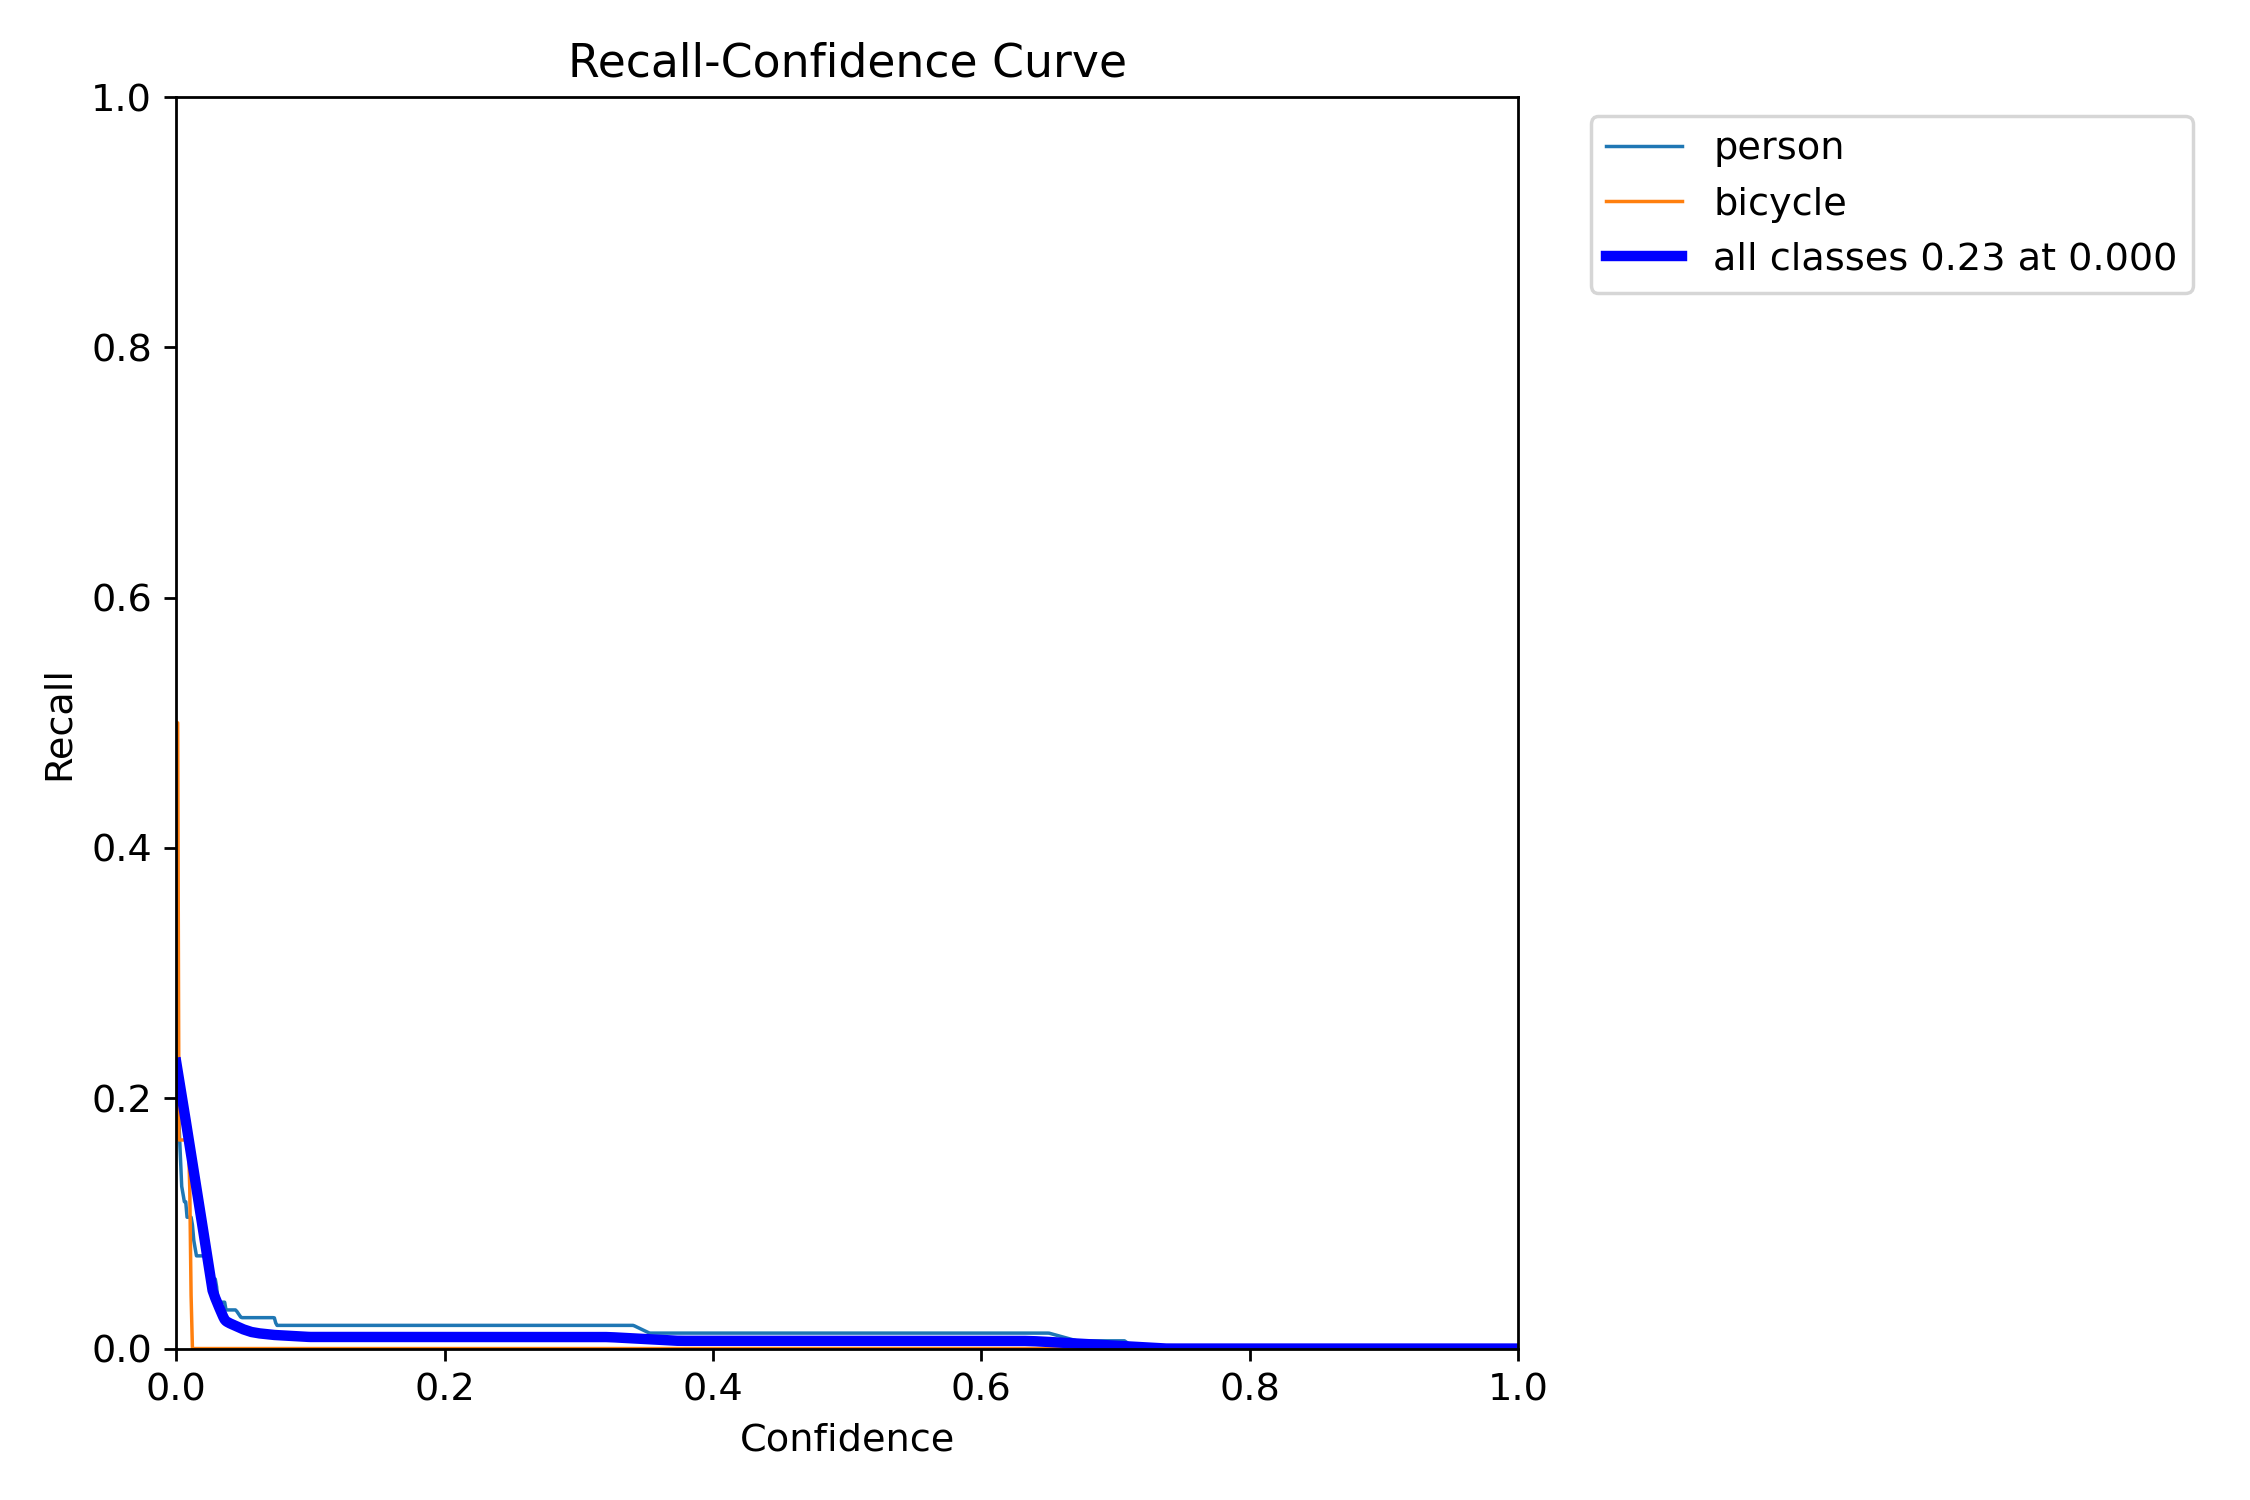 Recall-Confidence Curve
1.0
0.8
0.6
0.4
0.2
0.0
Recall
0.0 0.2 0.4 0.6 0.8 1.0
Confidence
person
bicycle
all classes 0.23 at 0.000